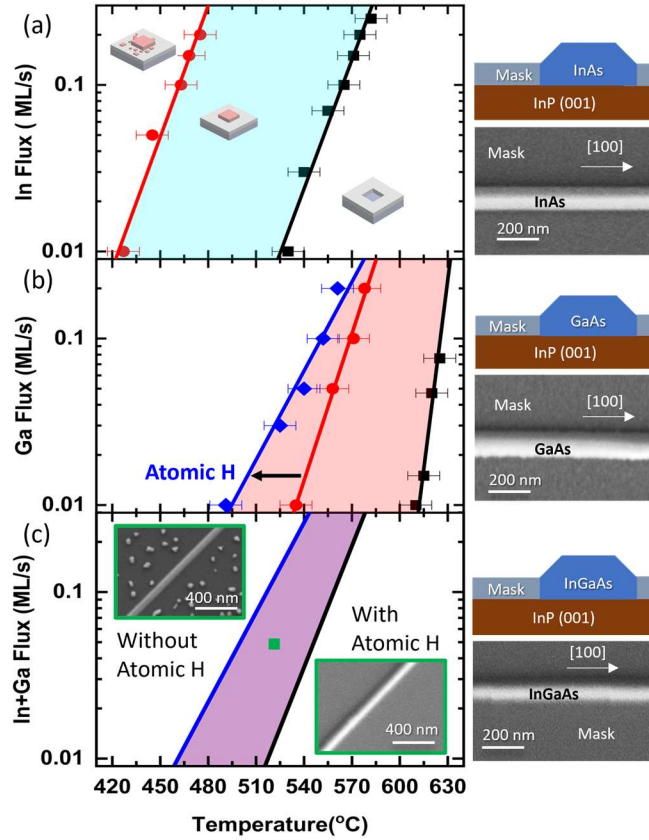 (a)
In Flux ( ML/s)
0.1
0.01
Mask
InAs
InP (001)
Mask
[100]
InAs
200 nm
(b)
Ga Flux (ML/s)
0.1
0.01
Atomic H
Mask
GaAs
InP (001)
Mask
[100]
GaAs
200 nm
(c)
In+Ga Flux (ML/s)
0.1
0.01
400 nm
Without
Atomic H
With
Atomic H
400 nm
420 450 480 510 540 570 600 630
Temperature(°C)
Mask
InGaAs
InP (001)
[100]
InGaAs
200 nm
Mask